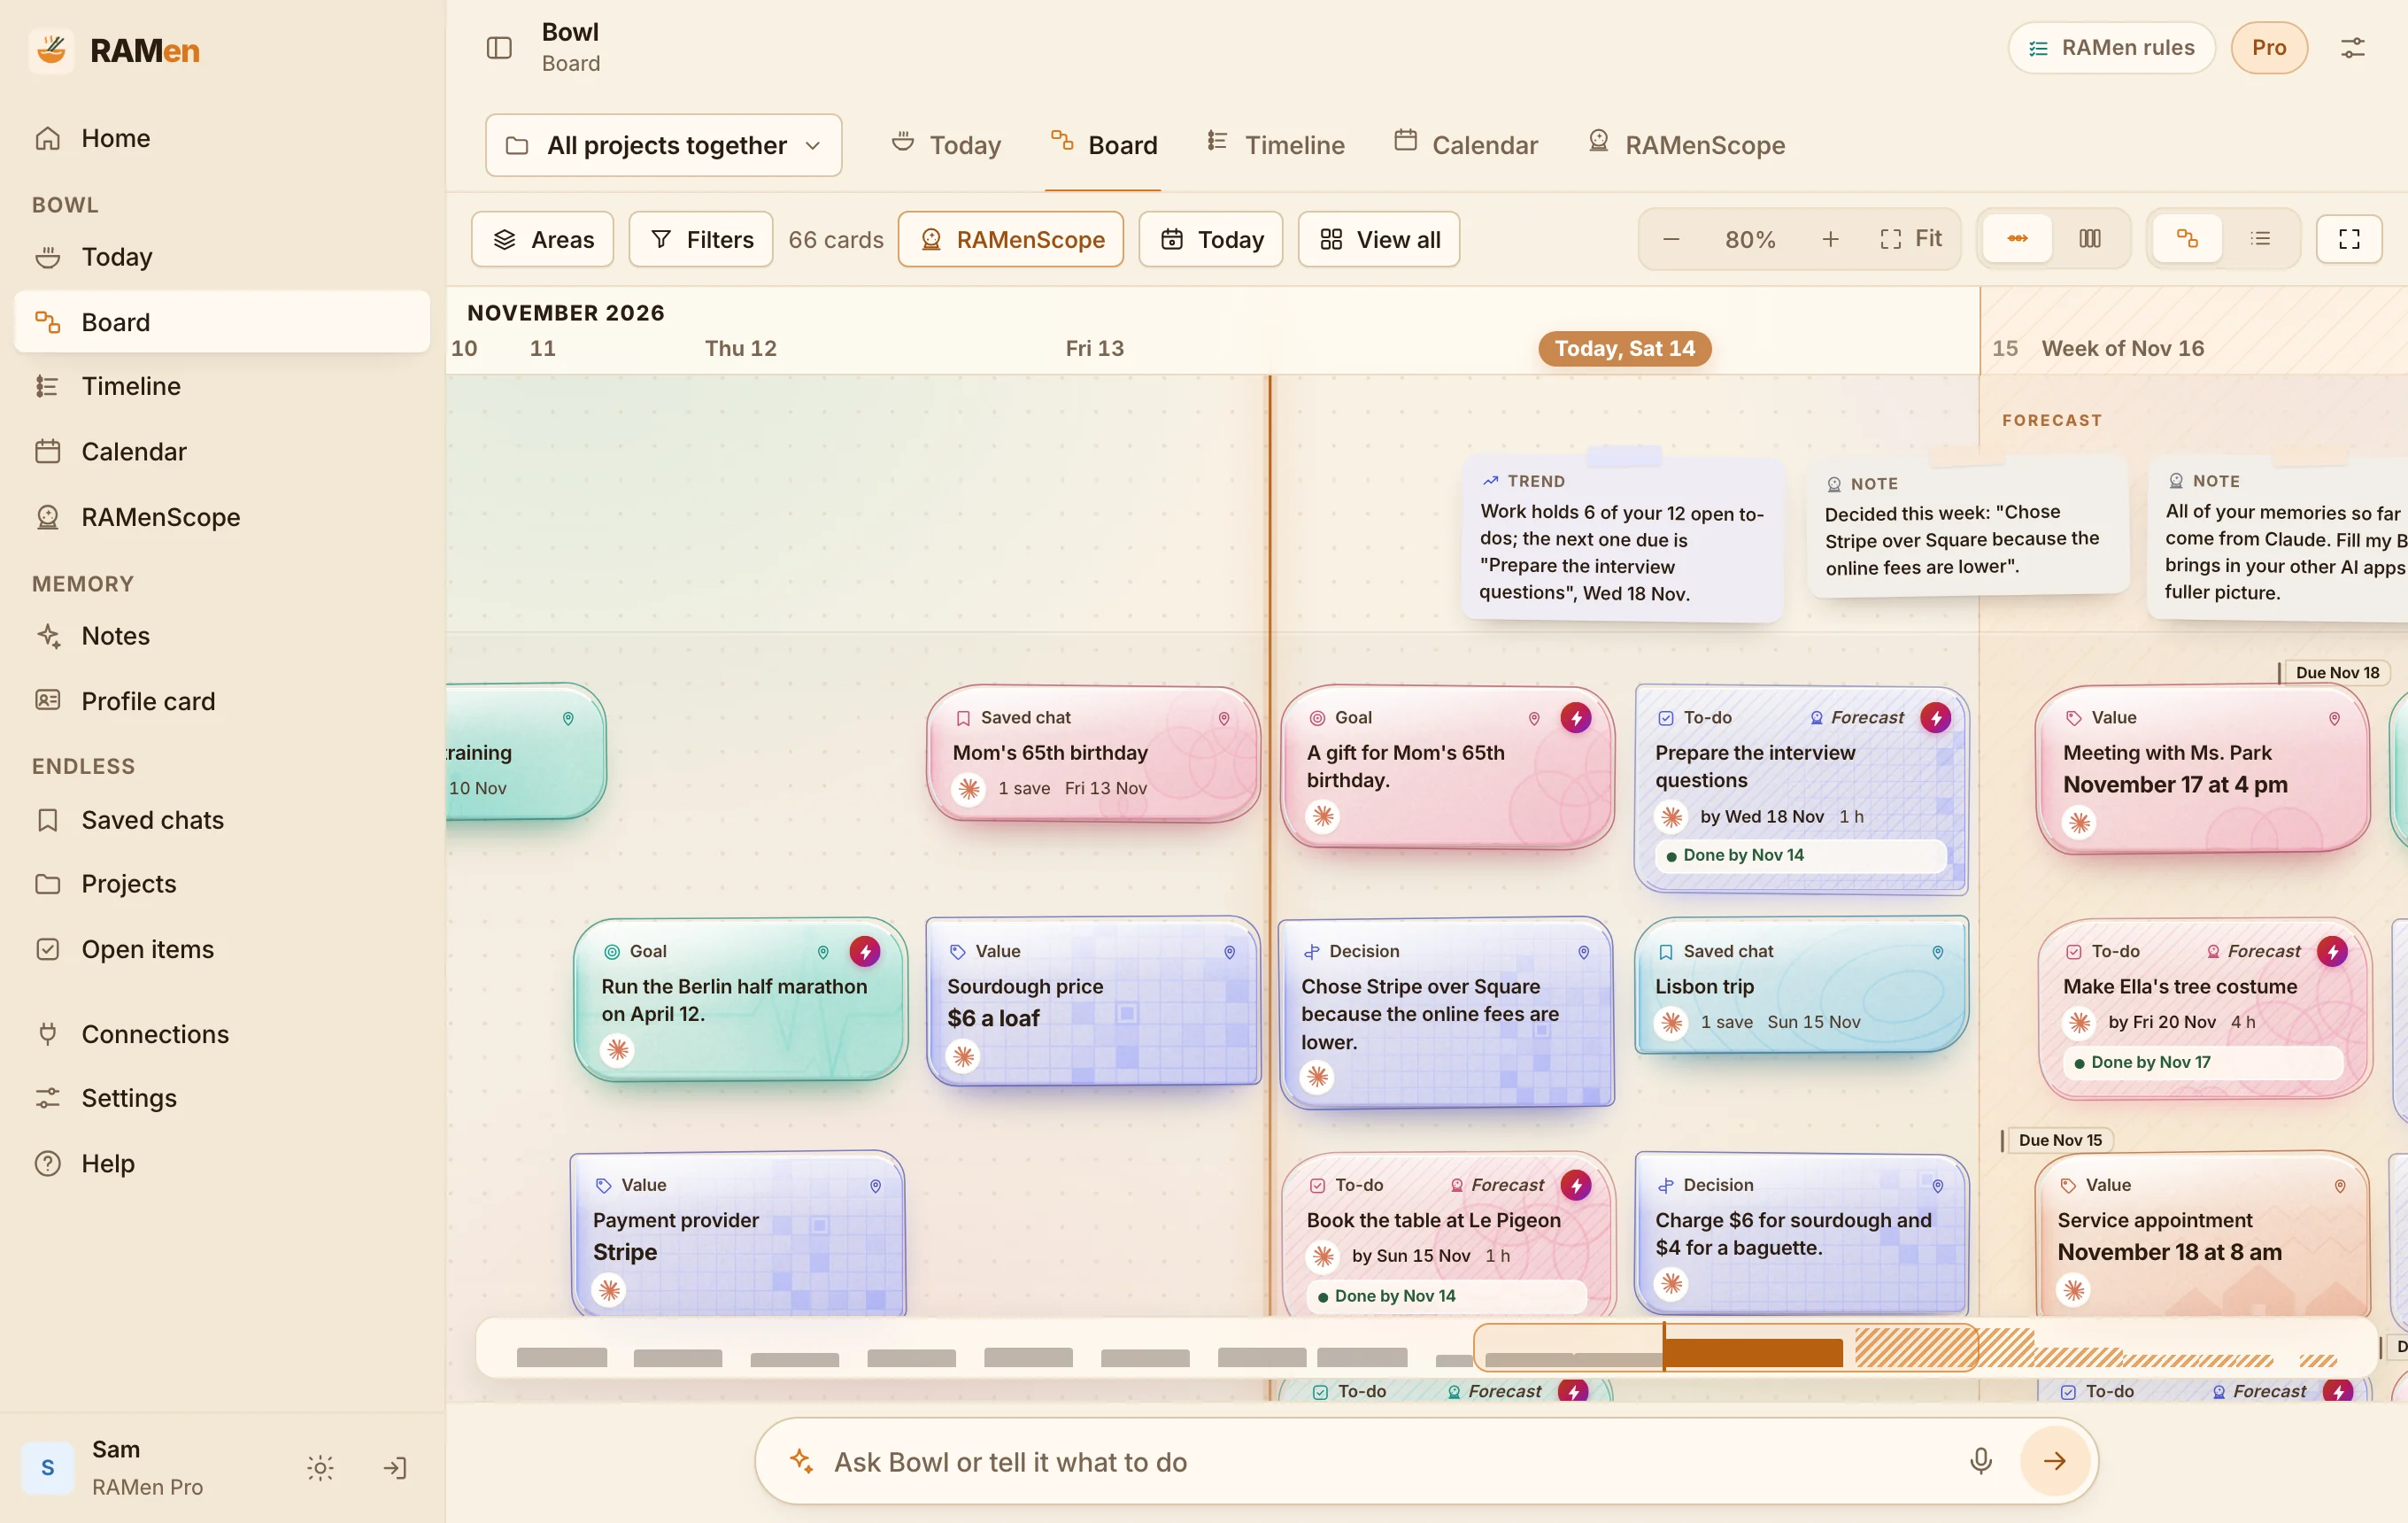 RAMen
Home
BOWL
Today
Board
Timeline
Calendar
RAMenScope
MEMORY
Notes
Profile card
ENDLESS
Saved chats
Projects
Open items
Connections
Settings
Help
S
Sam
RAMen Pro
Bowl
Board
RAMen rules
Pro
All projects together
Today
Board
Timeline
Calendar
RAMenScope
Areas
Filters
66 cards
RAMenScope
Today
View all
80%
Fit
NOVEMBER 2026
10
11
Thu 12
Fri 13
Today, Sat 14
15
Week of Nov 16
FORECAST
TREND
Work holds 6 of your 12 open to-
dos; the next one due is
"Prepare the interview
questions", Wed 18 Nov.
NOTE
Decided this week: "Chose
Stripe over Square because the
online fees are lower".
NOTE
All of your memories so far
come from Claude. Fill my B
brings in your other AI apps
fuller picture.
Due Nov 18
raining
10 Nov
Saved chat
Mom's 65th birthday
1 save Fri 13 Nov
Goal
A gift for Mom's 65th
birthday.
To-do Forecast
Prepare the interview
questions
by Wed 18 Nov 1 h
Done by Nov 14
Value
Meeting with Ms. Park
November 17 at 4 pm
Goal
Run the Berlin half marathon
on April 12.
Value
Sourdough price
$6 a loaf
Decision
Chose Stripe over Square
because the online fees are
lower.
Saved chat
Lisbon trip
1 save Sun 15 Nov
To-do Forecast
Make Ella's tree costume
by Fri 20 Nov 4 h
Done by Nov 17
Due Nov 15
Value
Payment provider
Stripe
To-do Forecast
Book the table at Le Pigeon
by Sun 15 Nov 1 h
Done by Nov 14
Decision
Charge $6 for sourdough and
$4 for a baguette.
Value
Service appointment
November 18 at 8 am
D
To-do Forecast
To-do Forecast
Ask Bowl or tell it what to do